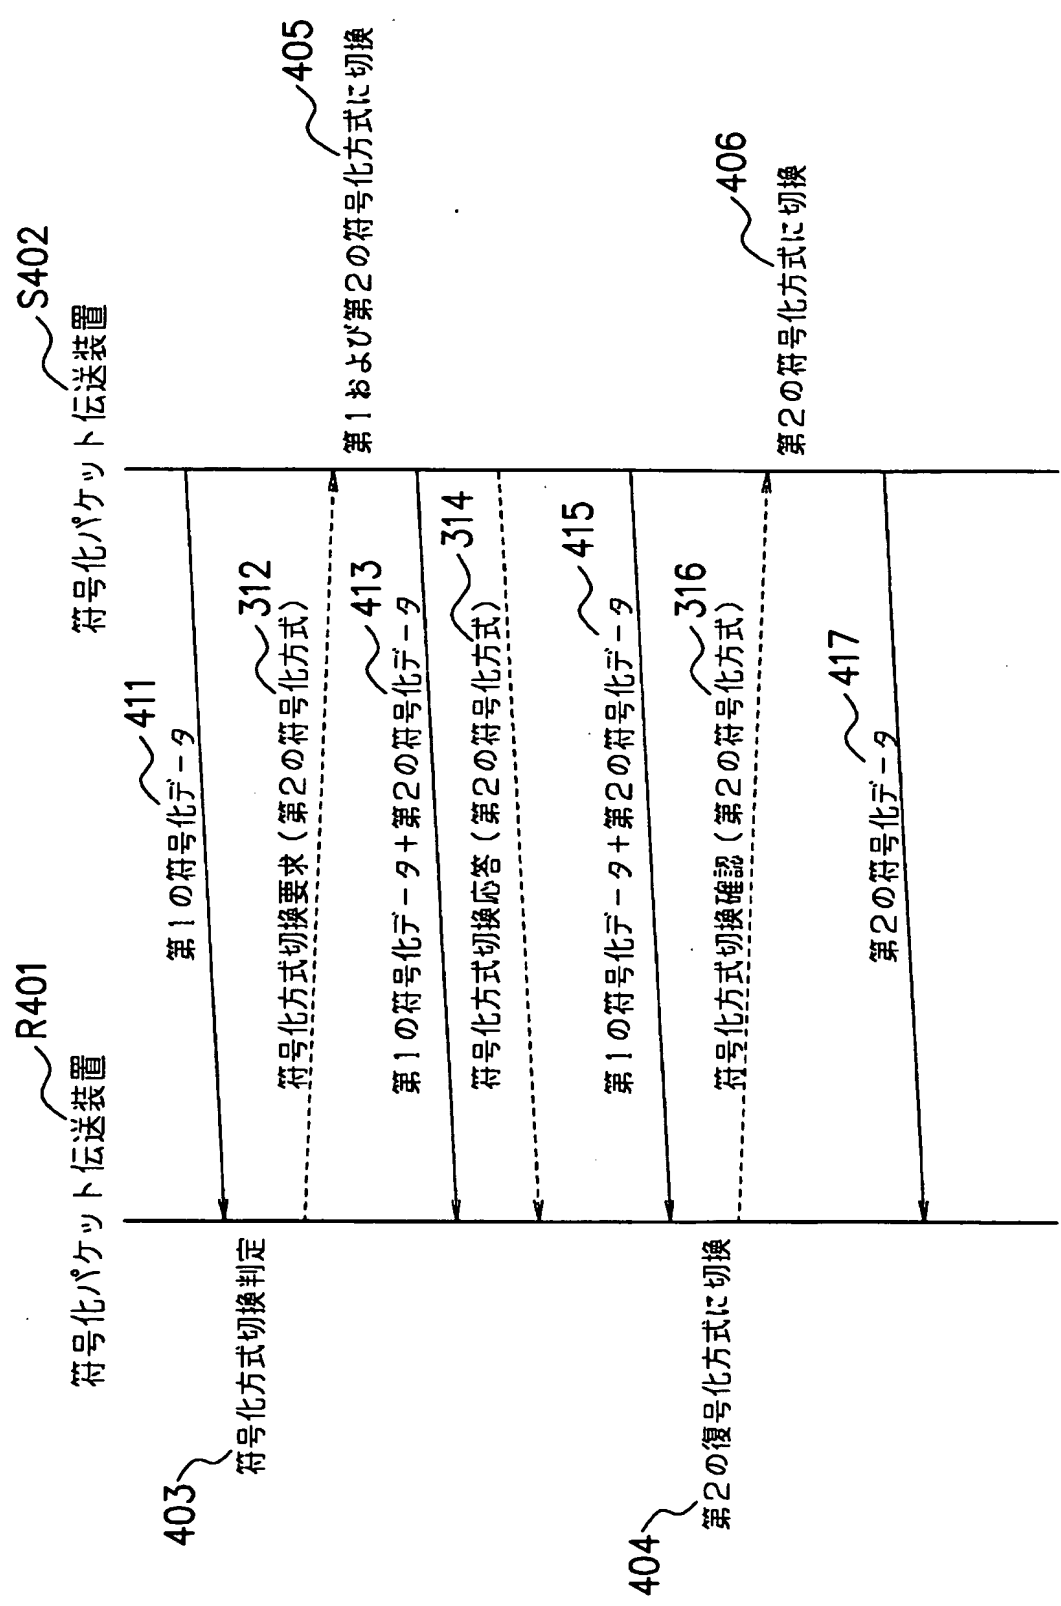 符号化パケット伝送装置
R401
符号化パケット伝送装置
S402
411
第1の符号化データ
403
符号化方式切換判定
312
符号化方式切換要求(第2の符号化方式)
405
第1および第2の符号化方式に切換
413
第1の符号化データ+第2の符号化データ
314
符号化方式切換応答(第2の符号化方式)
415
第1の符号化データ+第2の符号化データ
404
第2の復号化方式に切換
316
符号化方式切換確認(第2の符号化方式)
406
第2の符号化方式に切換
417
第2の符号化データ